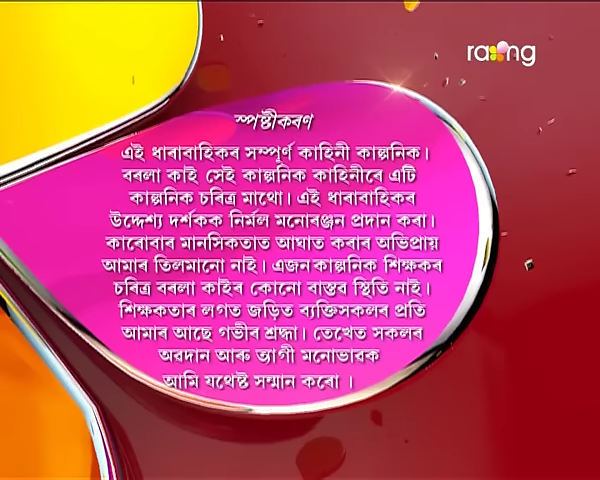 rang
স্পষ্টীকৰণ
এই ধাৰাবাহিকৰ সম্পূৰ্ণ কাহিনী কাল্পনিক।
বৰলা কাই সেই কাল্পনিক কাহিনীৰে এটি
কাল্পনিক চৰিত্ৰ মাথো। এই ধাৰাবাহিকৰ
উদ্দেশ্য দৰ্শকক নিৰ্মল মনোৰঞ্জন প্ৰদান কৰা।
কাৰোবাৰ মানসিকতাত আঘাত কৰাৰ অভিপ্ৰায়
আমাৰ তিলমানো নাই। এজন কাল্পনিক শিক্ষকৰ
চৰিত্ৰ বৰলা কাইৰ কোনো বাস্তৱ স্থিতি নাই।
শিক্ষকতাৰ লগত জড়িত ব্যক্তিসকলৰ প্ৰতি
আমাৰ আছে গভীৰ শ্ৰদ্ধা। তেখেত সকলৰ
অৱদান আৰু ত্যাগী মনোভাৱক
আমি যথেষ্ট সন্মান কৰো ।